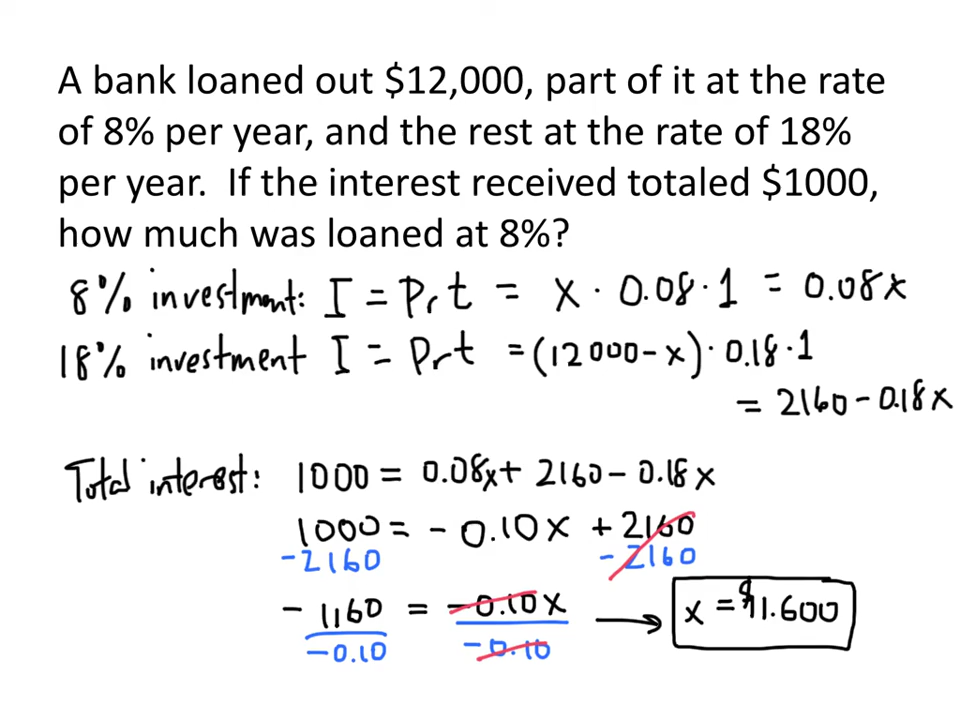 A bank loaned out $12,000, part of it at the rate
of 8% per year, and the rest at the rate of 18%
per year. If the interest received totaled $1000,
how much was loaned at 8%?
8% investment: I = Prt = x · 0.08 · 1 = 0.08x
18% investment I = Prt = (12000 - x) · 0.18 · 1
= 2160 - 0.18x
Total interest: 1000 = 0.08x + 2160 - 0.18x
1000 = - 0.10x + 2160
-2160 - 2160
- 1160 = -0.10x → x = $11.600
-0.10 -0.10